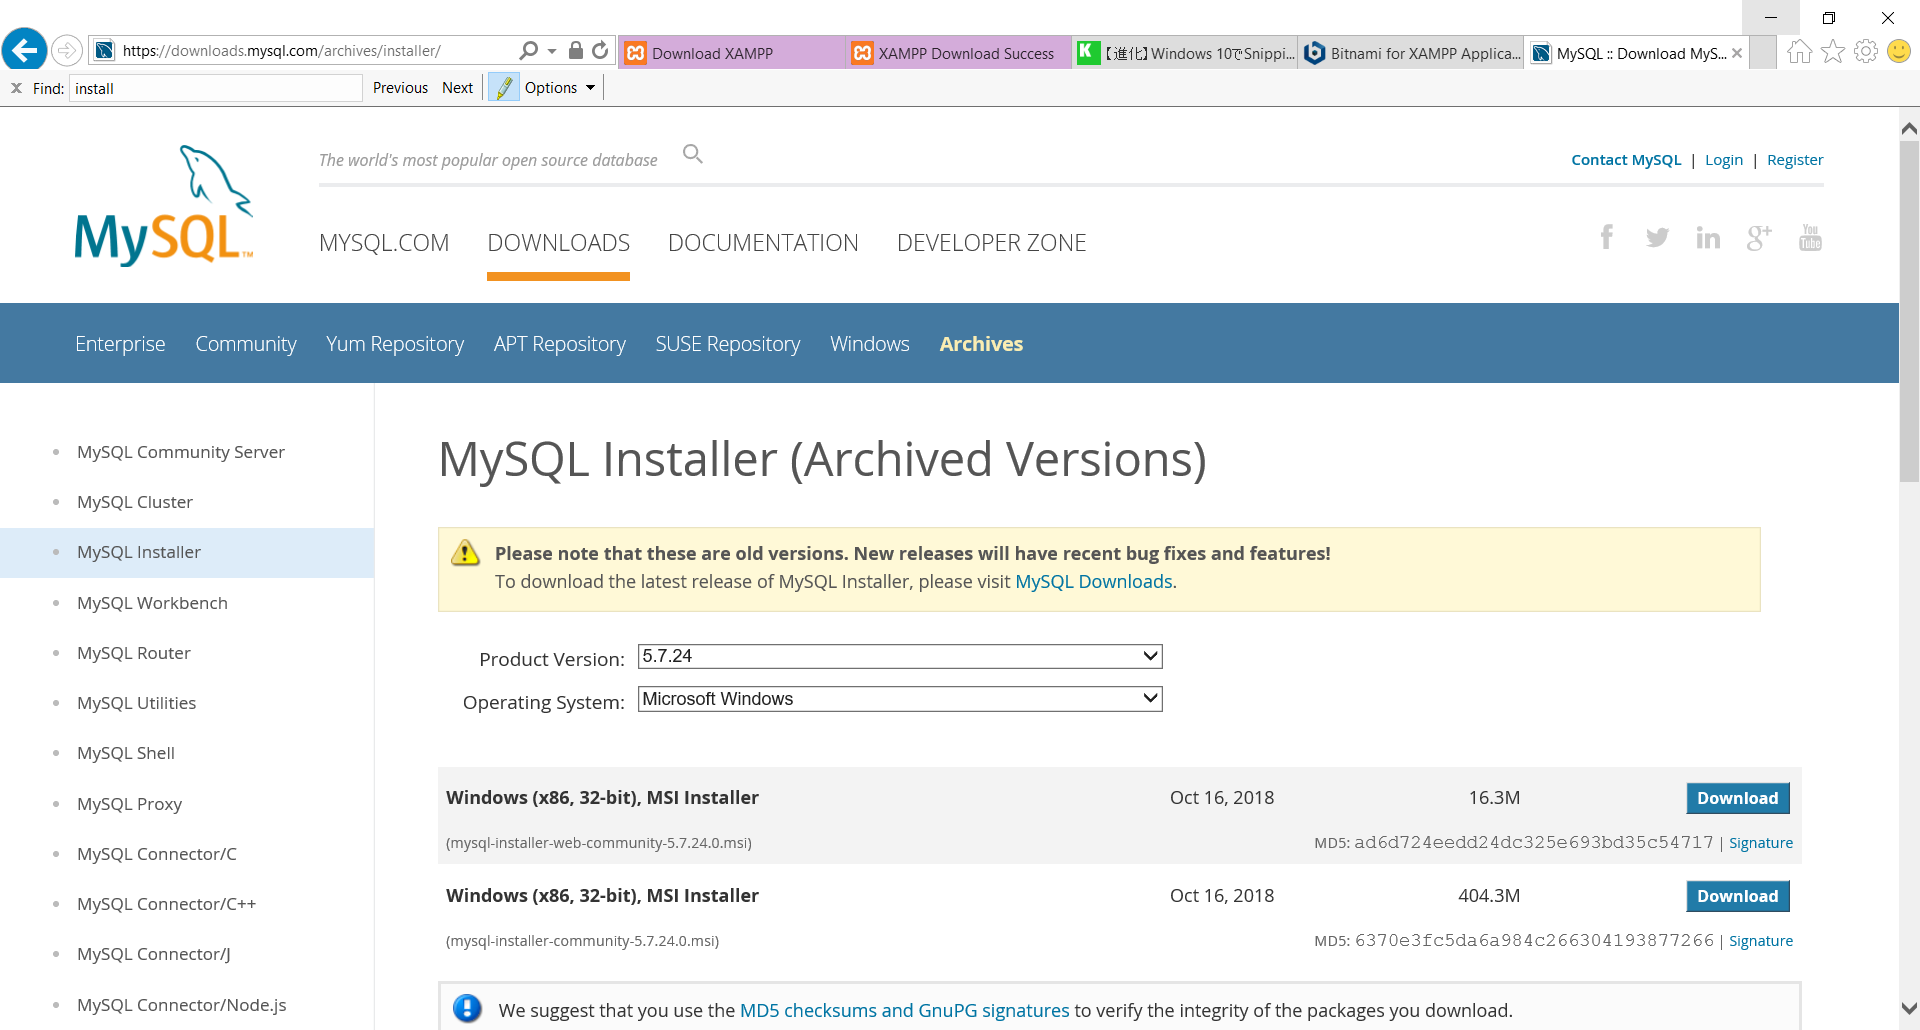 https://downloads.mysql.com/archives/installer/
Download XAMPP
XAMPP Download Success
【進化】Windows 10でSnippi...
Bitnami for XAMPP Applica...
MySQL :: Download MyS...
x Find: install Previous Next Options
The world's most popular open source database
Contact MySQL | Login | Register
MySQL™
MYSQL.COM DOWNLOADS DOCUMENTATION DEVELOPER ZONE
f in g+ You Tube
Enterprise Community Yum Repository APT Repository SUSE Repository Windows Archives
MySQL Community Server
MySQL Cluster
MySQL Installer
MySQL Workbench
MySQL Router
MySQL Utilities
MySQL Shell
MySQL Proxy
MySQL Connector/C
MySQL Connector/C++
MySQL Connector/J
MySQL Connector/Node.js
MySQL Installer (Archived Versions)
Please note that these are old versions. New releases will have recent bug fixes and features!
To download the latest release of MySQL Installer, please visit MySQL Downloads.
Product Version: 5.7.24
Operating System: Microsoft Windows
Windows (x86, 32-bit), MSI Installer Oct 16, 2018 16.3M Download
(mysql-installer-web-community-5.7.24.0.msi) MD5: ad6d724eedd24dc325e693bd35c54717 | Signature
Windows (x86, 32-bit), MSI Installer Oct 16, 2018 404.3M Download
(mysql-installer-community-5.7.24.0.msi) MD5: 6370e3fc5da6a984c266304193877266 | Signature
We suggest that you use the MD5 checksums and GnuPG signatures to verify the integrity of the packages you download.